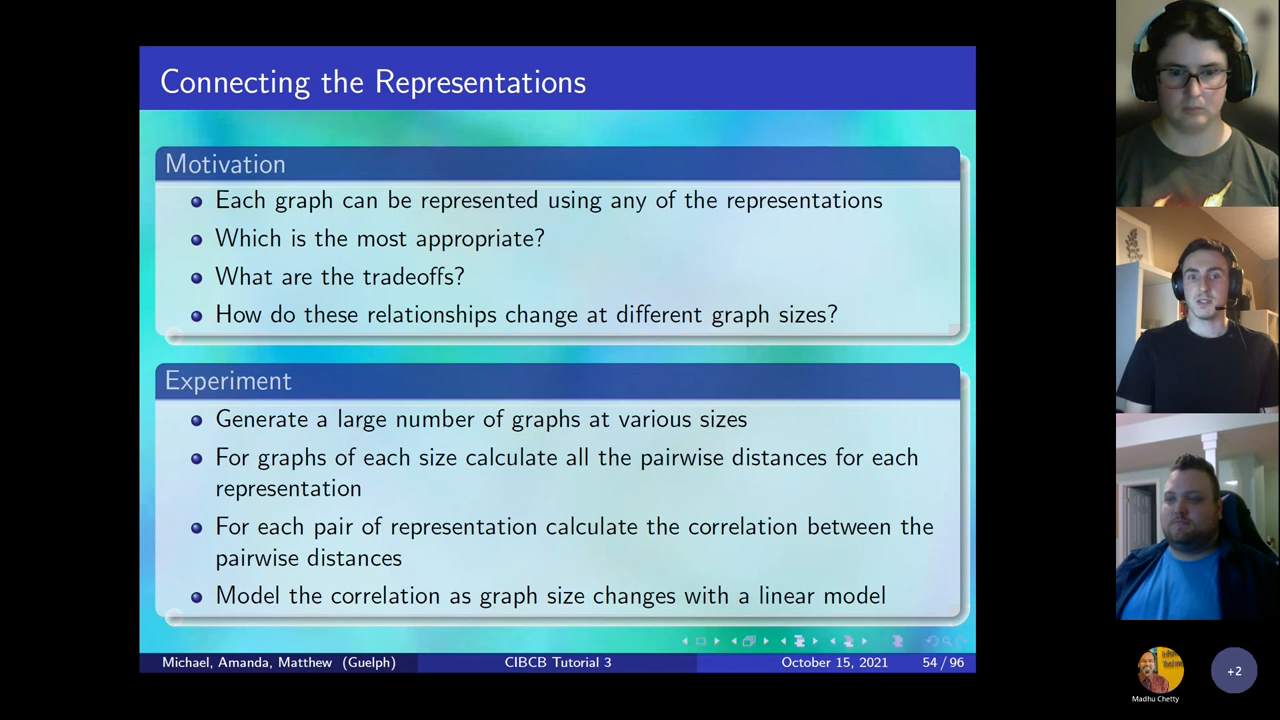 Connecting the Representations
Motivation
Each graph can be represented using any of the representations
Which is the most appropriate?
What are the tradeoffs?
How do these relationships change at different graph sizes?
Experiment
Generate a large number of graphs at various sizes
For graphs of each size calculate all the pairwise distances for each
representation
For each pair of representation calculate the correlation between the
pairwise distances
Model the correlation as graph size changes with a linear model
Michael, Amanda, Matthew (Guelph) CIBCB Tutorial 3 October 15, 2021 54 / 96
Madhu Chetty
+2